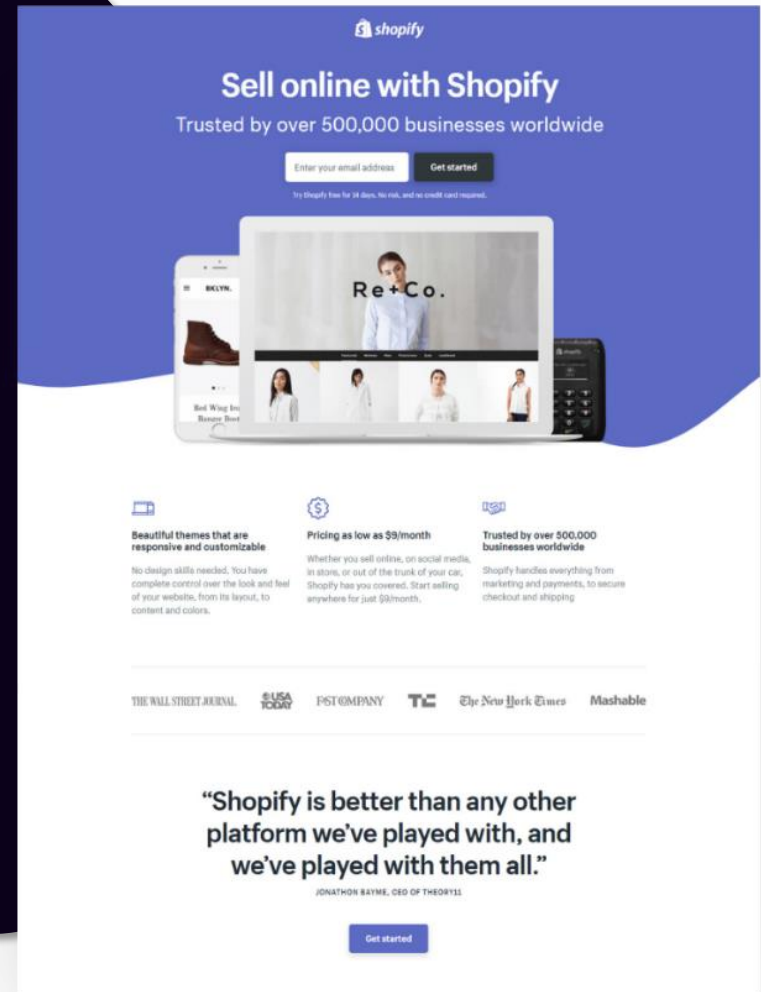 shopify
Sell online with Shopify
Trusted by over 500,000 businesses worldwide
Enter your email address
Get started
Try Shopify free for 14 days. No risk, and no credit card required.
BKLYN.
Re+Co.
shopify
Red Wing
Ranger Boot
Beautiful themes that are
responsive and customizable
No design skills needed. You have
complete control over the look and feel
of your website, from its layout, to
content and colors.
Pricing as low as $9/month
Whether you sell online, on social media,
in store, or out of the trunk of your car,
Shopify has you covered. Start selling
anywhere for just $9/month.
Trusted by over 500,000
businesses worldwide
Shopify handles everything from
marketing and payments, to secure
checkout and shipping
THE WALL STREET JOURNAL.
USA TODAY
FAST COMPANY
TC
The New York Times
Mashable
“Shopify is better than any other
platform we’ve played with, and
we’ve played with them all.”
JONATHON BAYME, CEO OF THEORY11
Get started